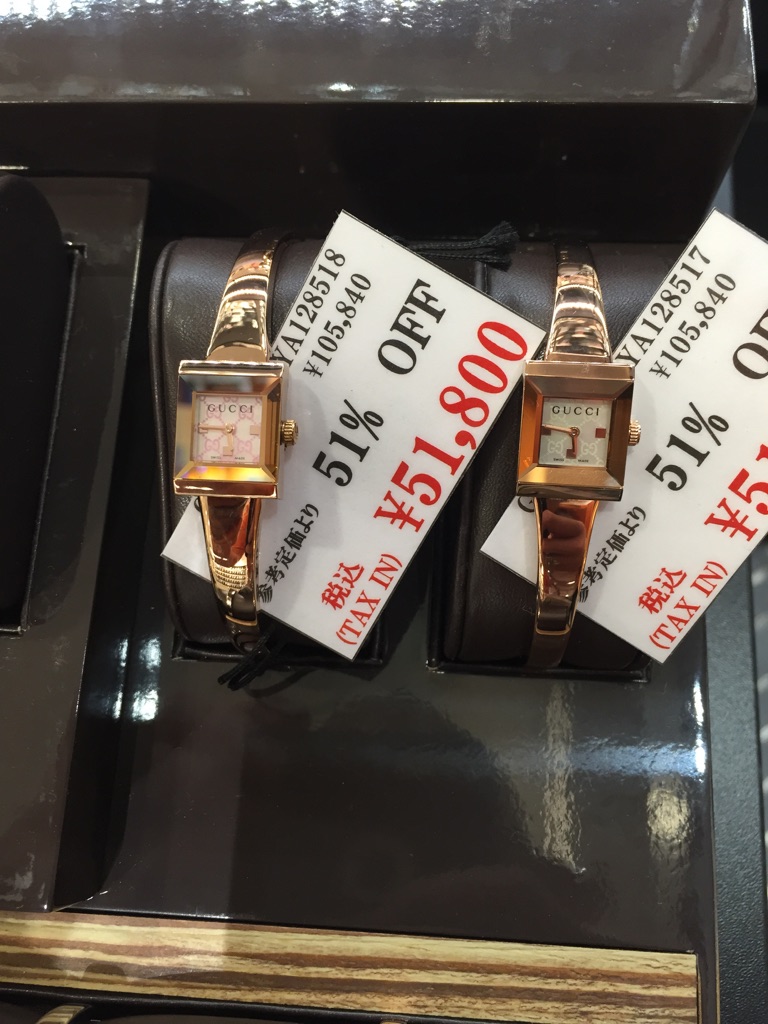 YA128518
¥105,840
51% OFF
参考定価より
¥51,800
税込
(TAX IN)
GUCCI
YA128517
¥105,840
51%
参考定価より
税込
(TAX IN)
GUCCI